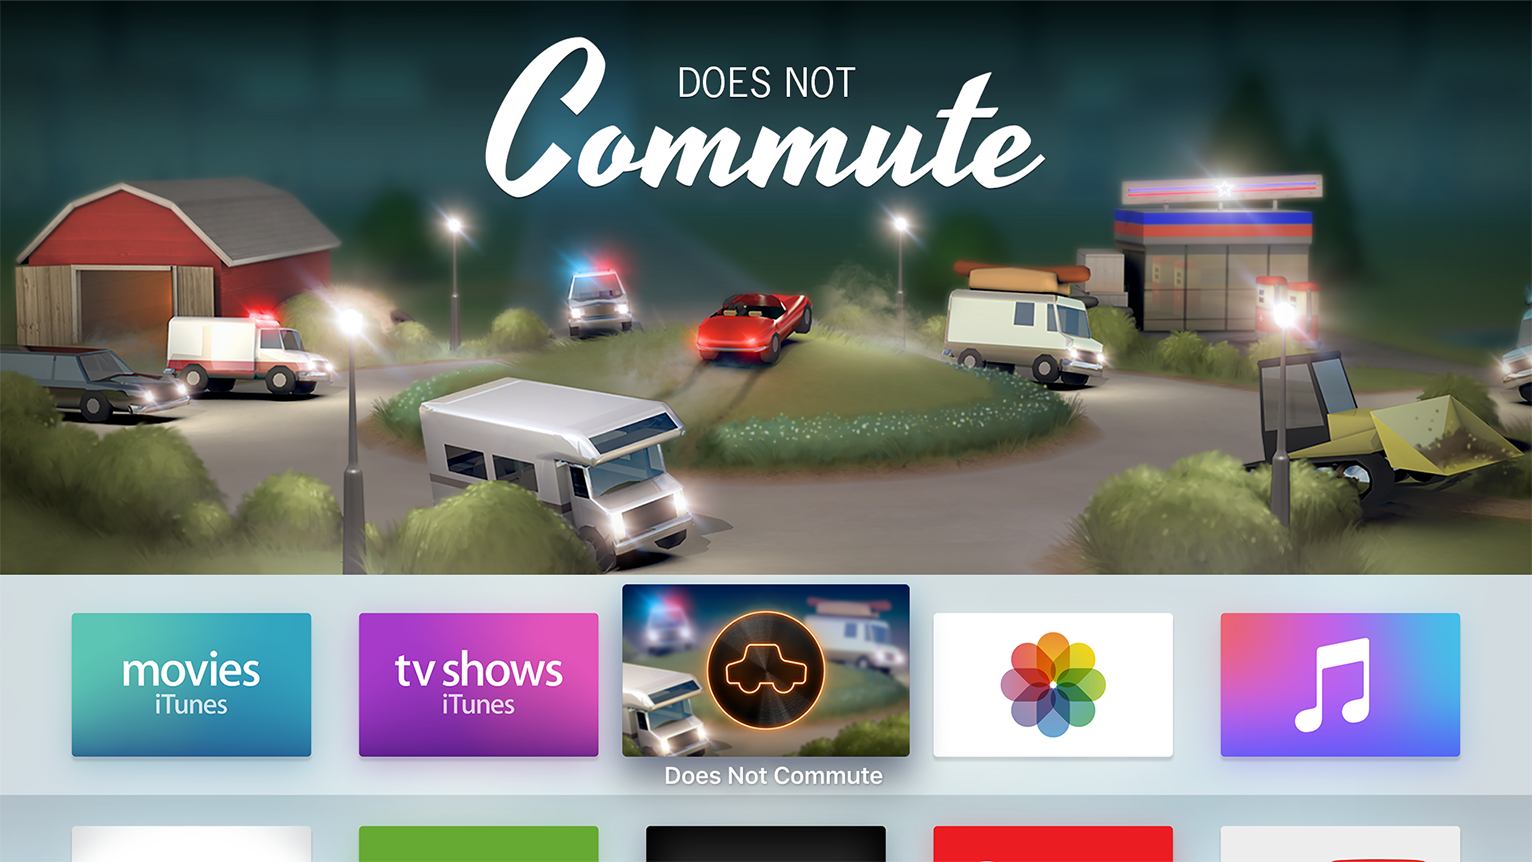 DOES NOT
Commute
movies
iTunes
tv shows
iTunes
Does Not Commute